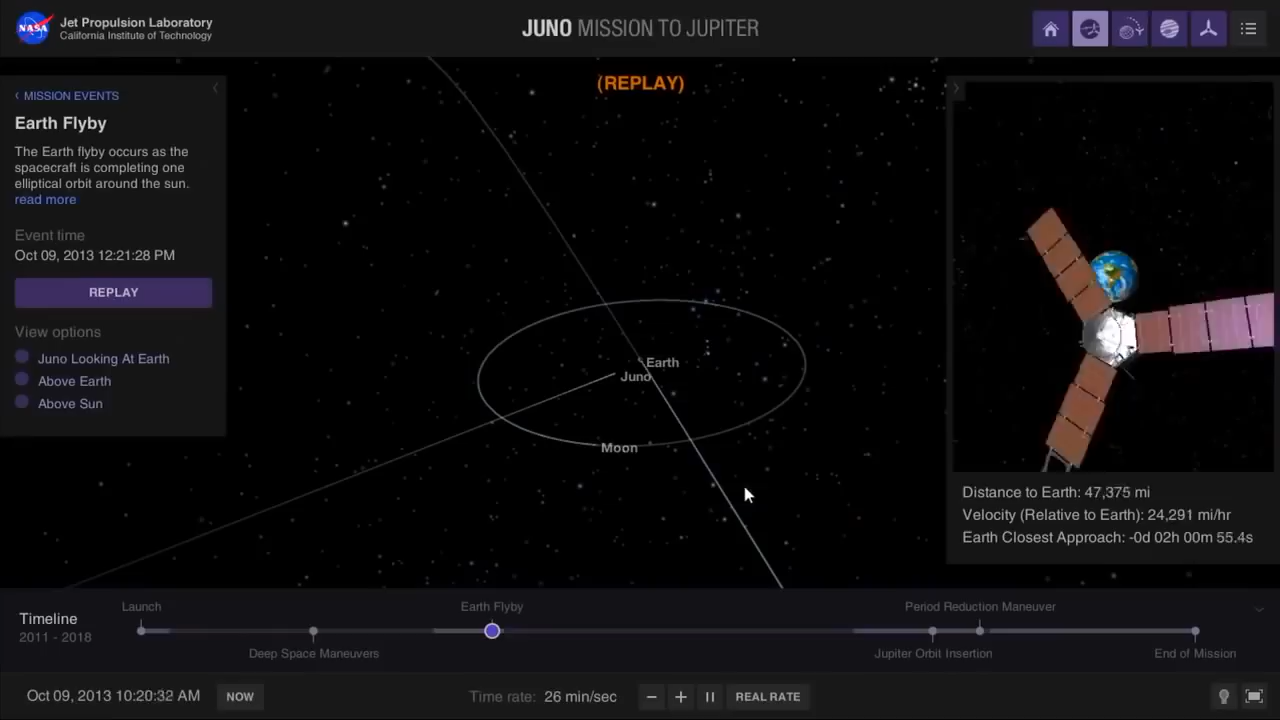 NASA
Jet Propulsion Laboratory
California Institute of Technology
JUNO MISSION TO JUPITER
(REPLAY)
‹ MISSION EVENTS
Earth Flyby
The Earth flyby occurs as the
spacecraft is completing one
elliptical orbit around the sun.
read more
Event time
Oct 09, 2013 12:21:28 PM
REPLAY
View options
Juno Looking At Earth
Above Earth
Above Sun
Earth
Juno
Moon
Distance to Earth: 47,375 mi
Velocity (Relative to Earth): 24,291 mi/hr
Earth Closest Approach: -0d 02h 00m 55.4s
Timeline
2011 - 2018
Launch
Deep Space Maneuvers
Earth Flyby
Period Reduction Maneuver
Jupiter Orbit Insertion
End of Mission
Oct 09, 2013 10:20:32 AM
NOW
Time rate: 26 min/sec
REAL RATE